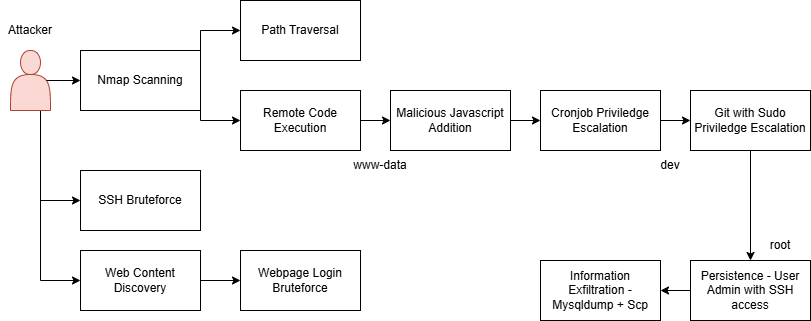 Attacker
Path Traversal
Nmap Scanning
Remote Code
Execution
Malicious Javascript
Addition
Cronjob Priviledge
Escalation
Git with Sudo
Priviledge Escalation
www-data
dev
SSH Bruteforce
root
Web Content
Discovery
Webpage Login
Bruteforce
Information
Exfiltration -
Mysqldump + Scp
Persistence - User
Admin with SSH
access